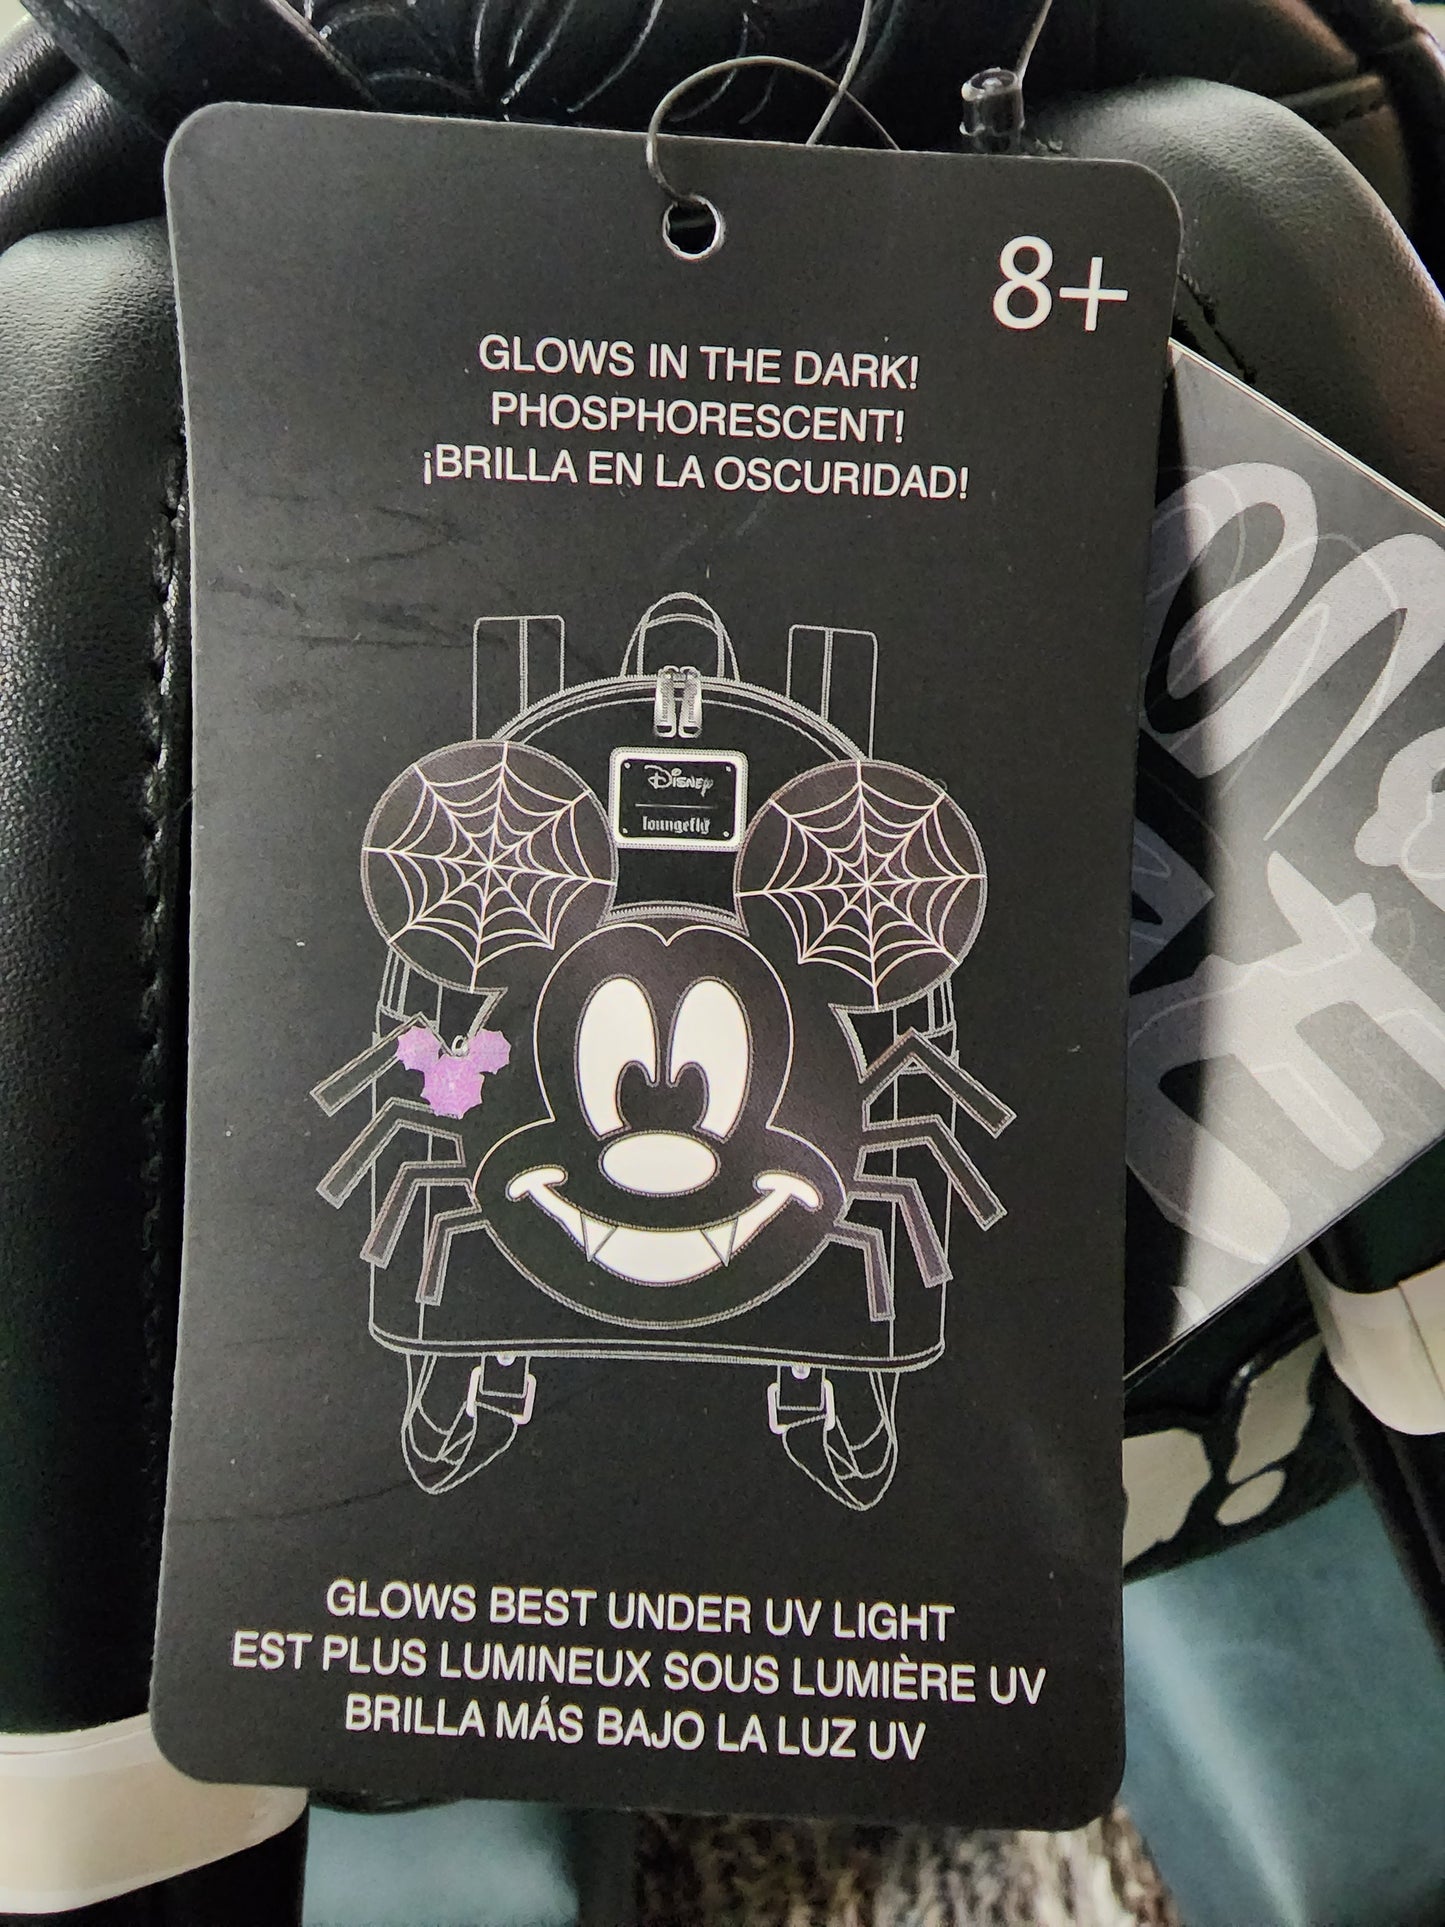 8+
GLOWS IN THE DARK!
PHOSPHORESCENT!
¡BRILLA EN LA OSCURIDAD!
Disney
loungefly
GLOWS BEST UNDER UV LIGHT
EST PLUS LUMINEUX SOUS LUMIÈRE UV
BRILLA MÁS BAJO LA LUZ UV